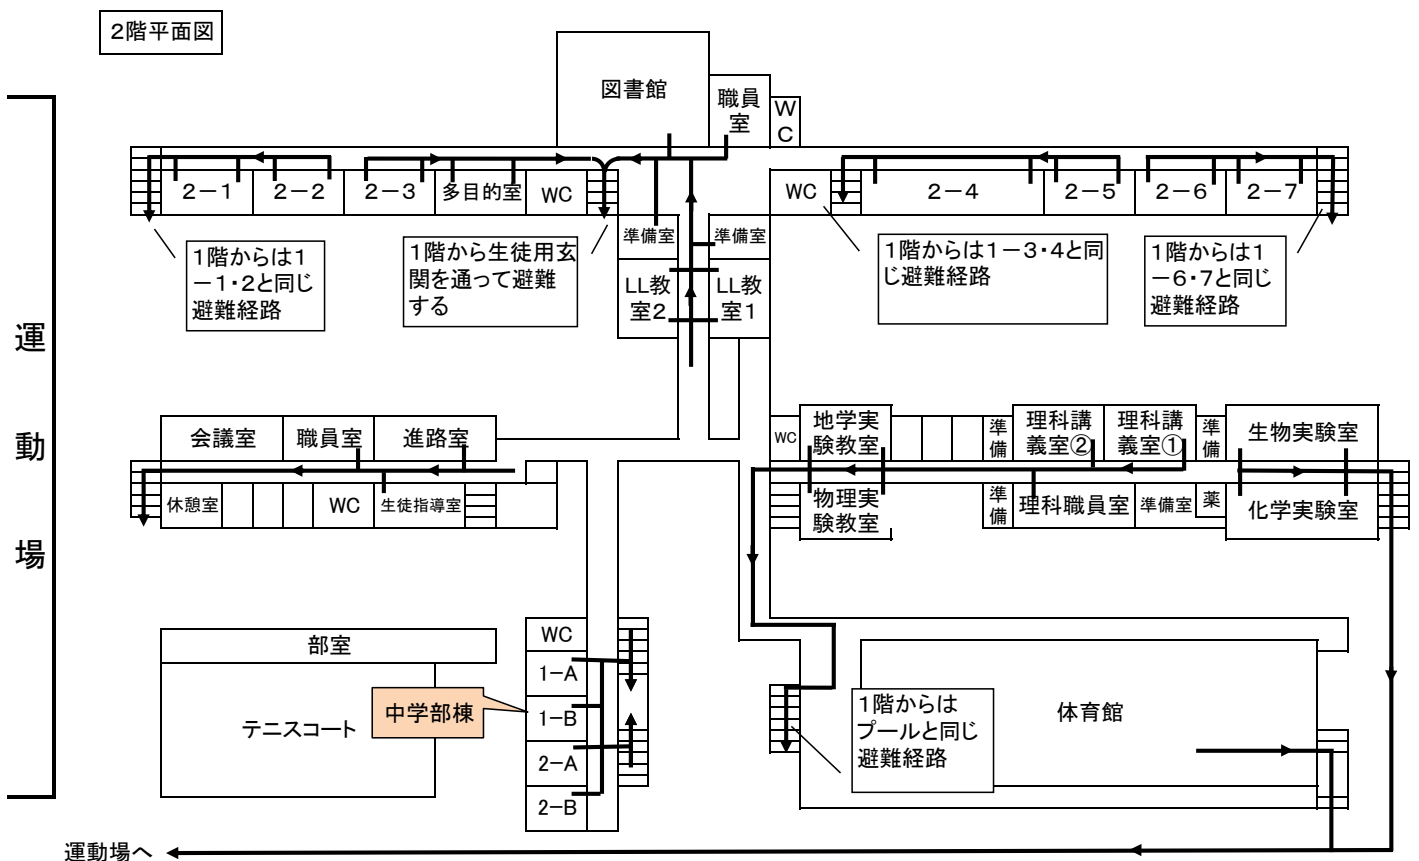 2階平面図
図書館
職員
室
W
C
2-1
2-2
2-3
多目的室
WC
WC
2-4
2-5
2-6
2-7
準備室
準備室
1階からは1
-1・2と同じ
避難経路
1階から生徒用玄
関を通って避難
する
1階からは1-3・4と同
じ避難経路
1階からは1
-6・7と同じ
避難経路
LL教
室2
LL教
室1
運
動
場
会議室
職員室
進路室
休憩室
WC
生徒指導室
WC
地学実
験教室
準
備
理科講
義室②
理科講
義室①
準
備
生物実験室
物理実
験教室
準
備
理科職員室
準備室
薬
化学実験室
部室
テニスコート
中学部棟
WC
1-A
1-B
2-A
2-B
1階からは
プールと同じ
避難経路
体育館
運動場へ